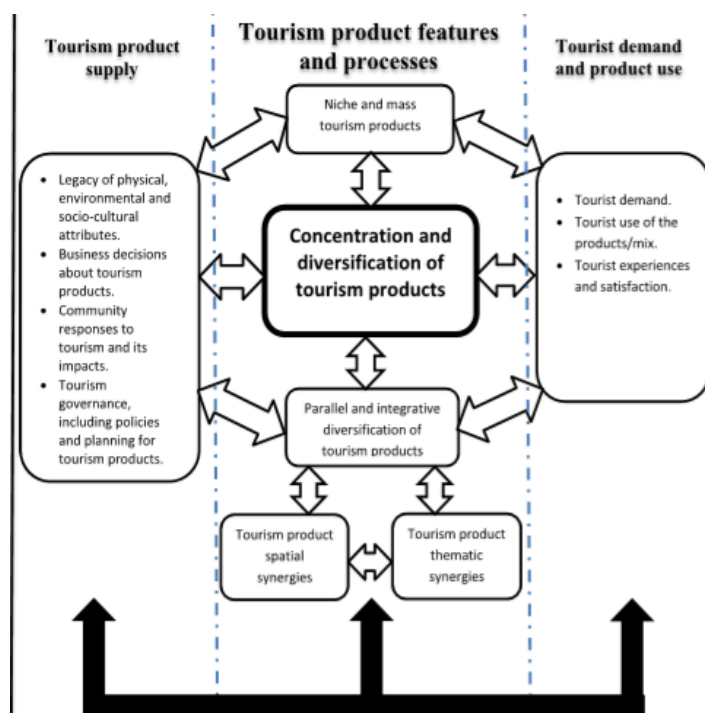 Tourism product
supply
Tourism product features
and processes
Tourist demand
and product use
Niche and mass
tourism products
• Legacy of physical,
environmental and
socio-cultural
attributes.
• Business decisions
about tourism
products.
• Community
responses to
tourism and its
impacts.
• Tourism
governance,
including policies
and planning for
tourism products.
Concentration and
diversification of
tourism products
• Tourist demand.
• Tourist use of the
products/mix.
• Tourist experiences
and satisfaction.
Parallel and integrative
diversification of
tourism products
Tourism product
spatial
synergies
Tourism product
thematic
synergies